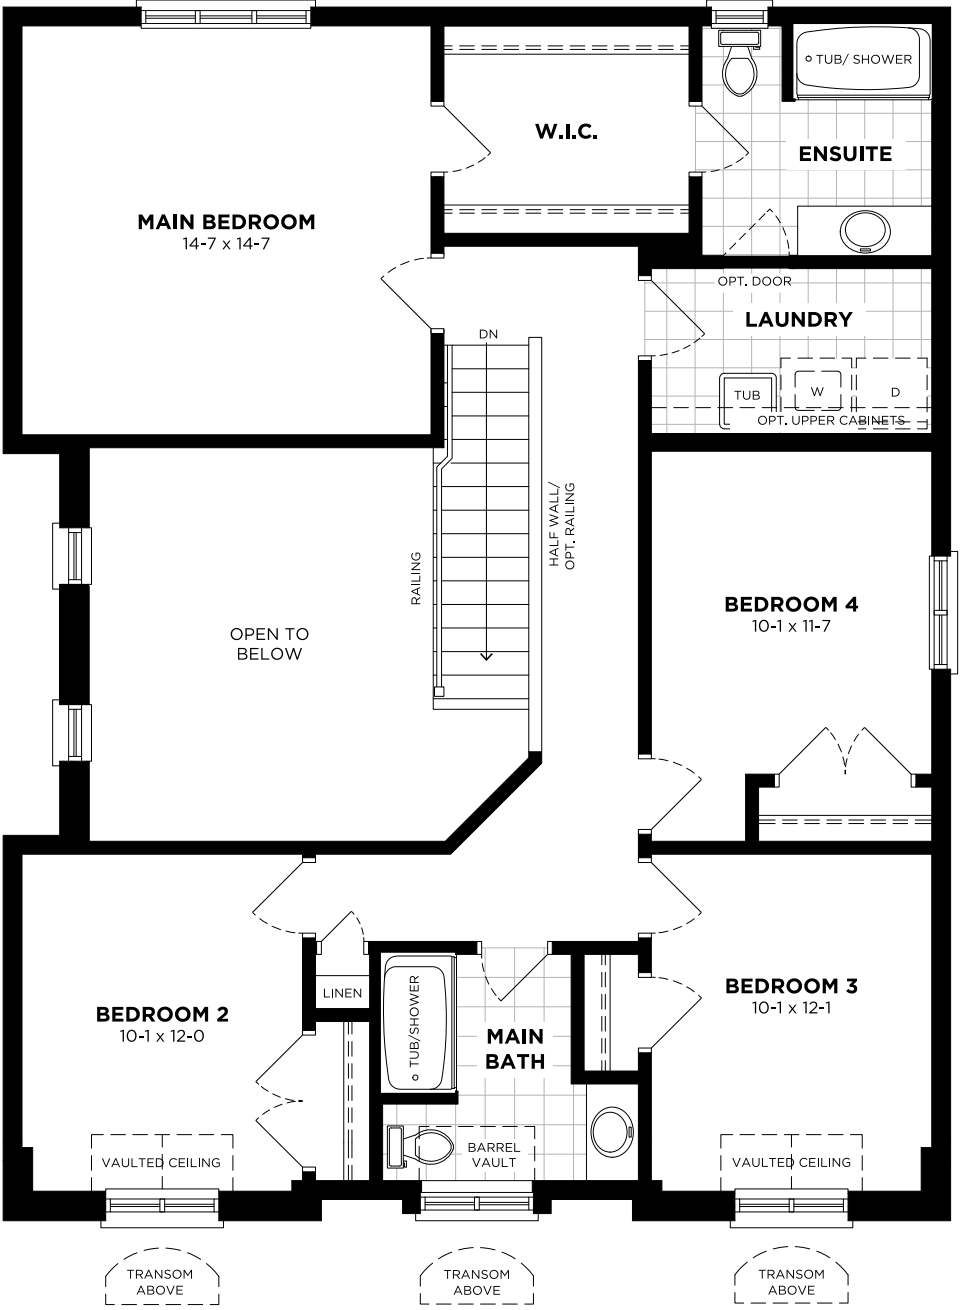 TUB/ SHOWER
W.I.C.
ENSUITE
MAIN BEDROOM
14-7 x 14-7
OPT. DOOR
LAUNDRY
DN
TUB
W
D
OPT. UPPER CABINETS
HALF WALL/
OPT. RAILING
RAILING
BEDROOM 4
10-1 x 11-7
OPEN TO
BELOW
LINEN
BEDROOM 2
10-1 x 12-0
TUB/SHOWER
MAIN
BATH
BEDROOM 3
10-1 x 12-1
VAULTED CEILING
BARREL
VAULT
VAULTED CEILING
TRANSOM
ABOVE
TRANSOM
ABOVE
TRANSOM
ABOVE